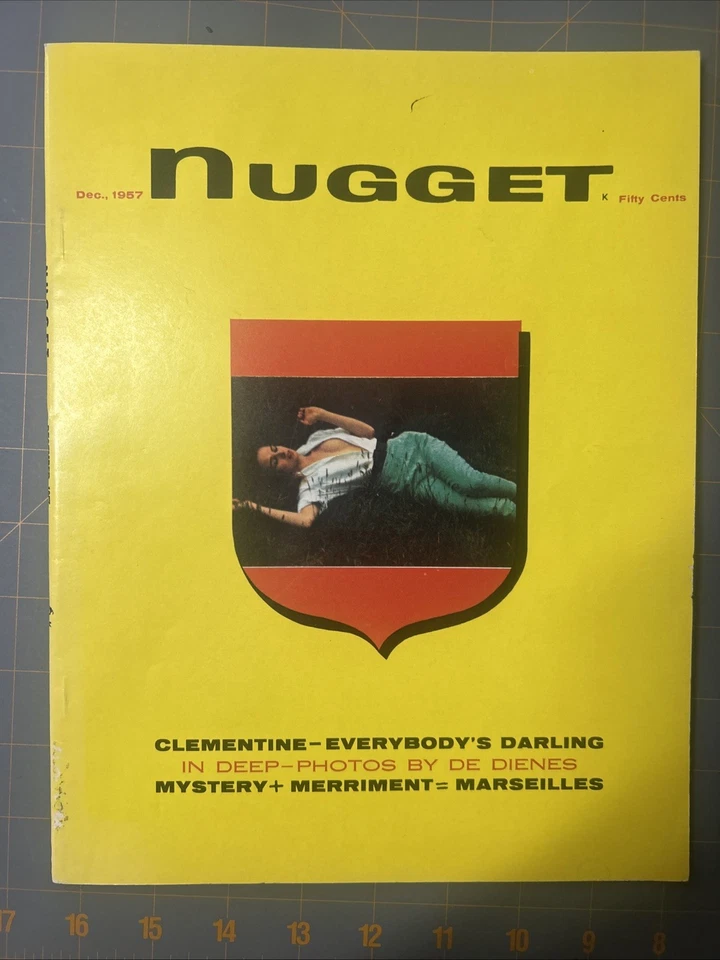 nUGGET
Dec., 1957
K
Fifty Cents
CLEMENTINE–EVERYBODY'S DARLING
IN DEEP–PHOTOS BY DE DIENES
MYSTERY+ MERRIMENT= MARSEILLES
17 16 15 14 13 12 11 10 9 8